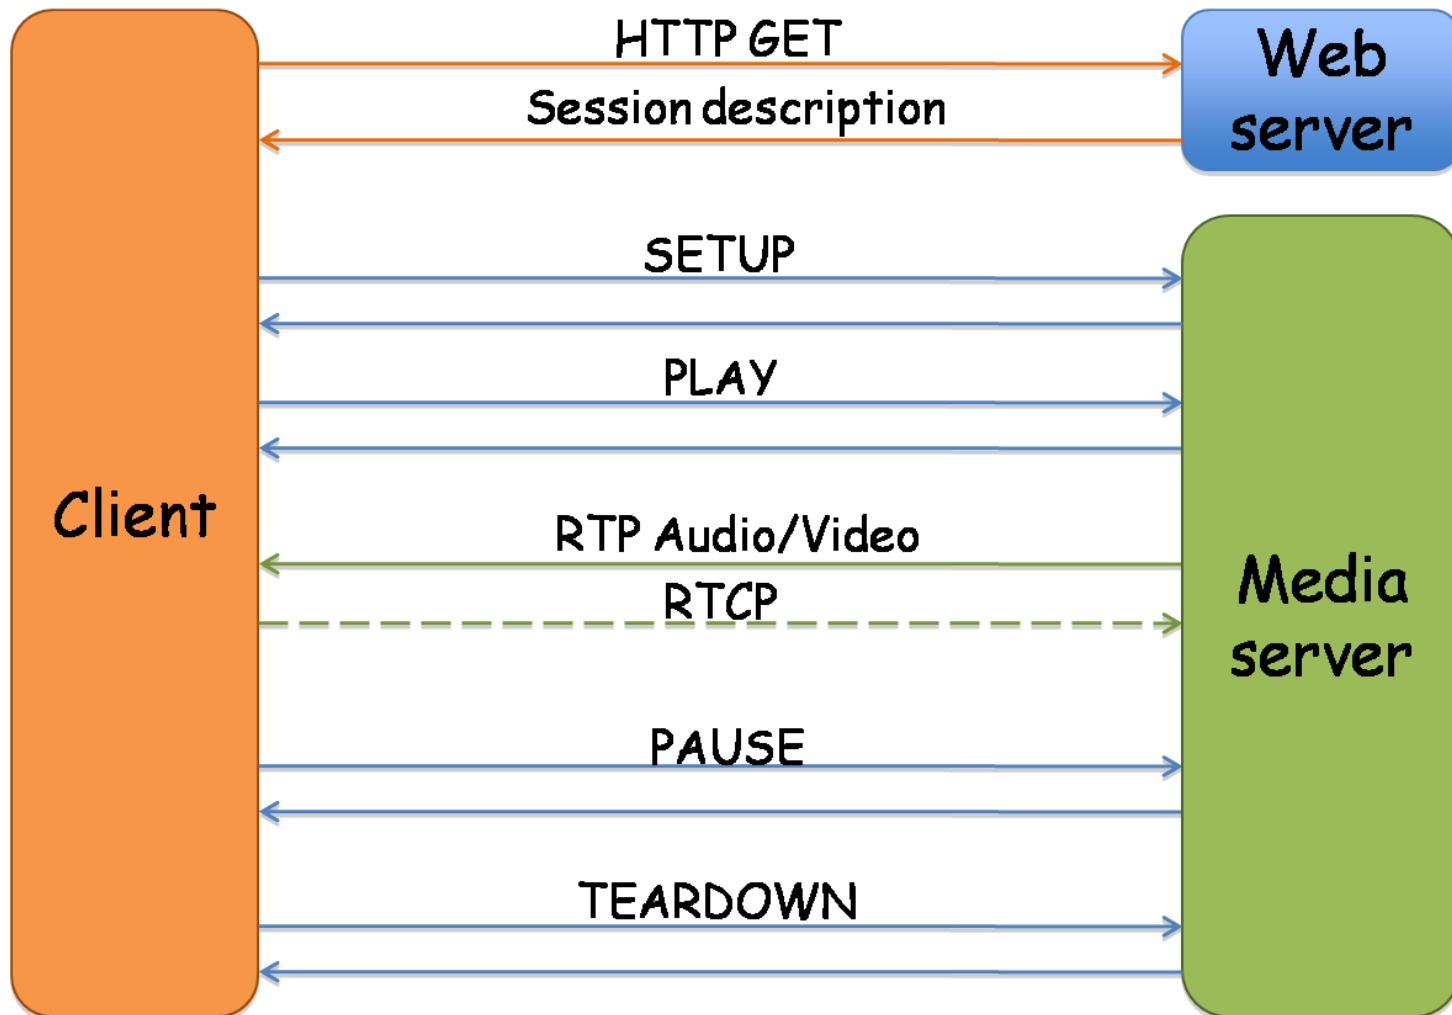 HTTP GET
Session description
Web
server
SETUP
PLAY
Client
RTP Audio/Video
RTCP
Media
server
PAUSE
TEARDOWN